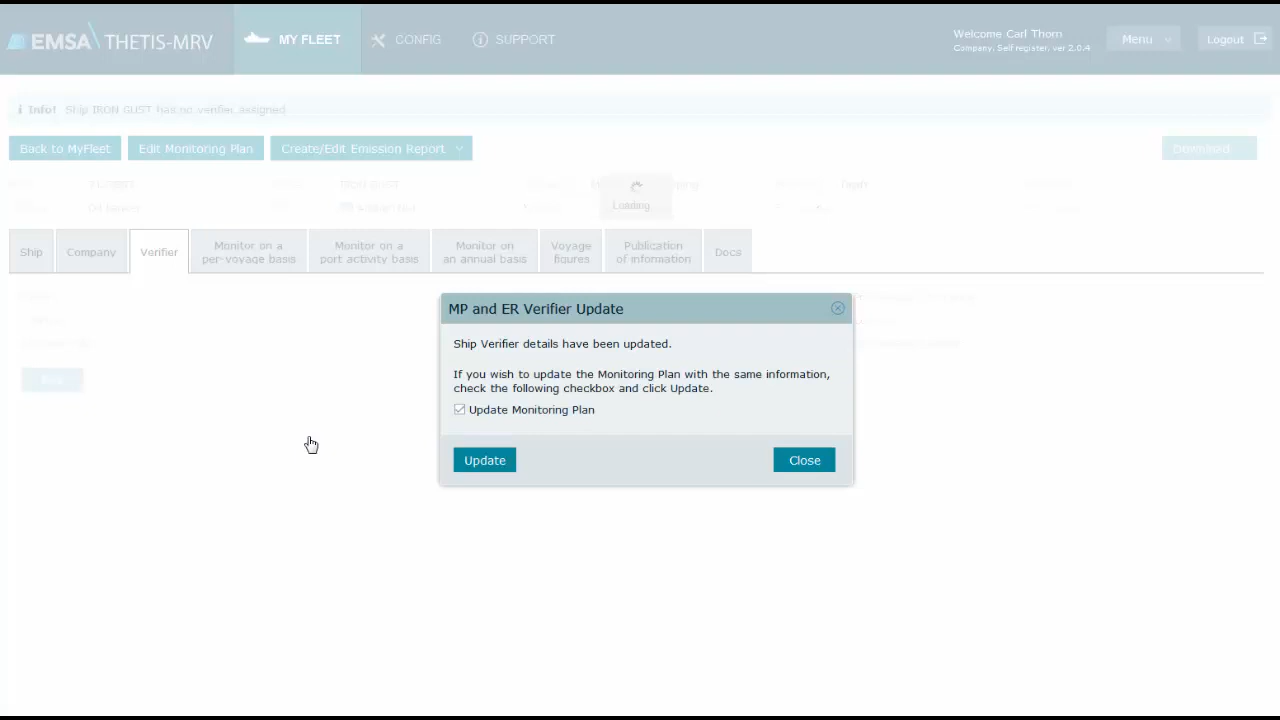 EMSA THETIS-MRV
MY FLEET
CONFIG
SUPPORT
Welcome Carl Thorn
Company: Self register, ver 2.0.4
Menu
Logout
Info! Ship IRON GUST has no verifier assigned
Back to MyFleet
Edit Monitoring Plan
Create/Edit Emission Report
Download
IRON GUST
Oil tanker
Loading
Ship
Company
Verifier
Monitor on a
per-voyage basis
Monitor on a
port activity basis
Monitor on
an annual basis
Voyage
figures
Publication
of information
Docs
MP and ER Verifier Update
Ship Verifier details have been updated.
If you wish to update the Monitoring Plan with the same information,
check the following checkbox and click Update.
Update Monitoring Plan
Update
Close